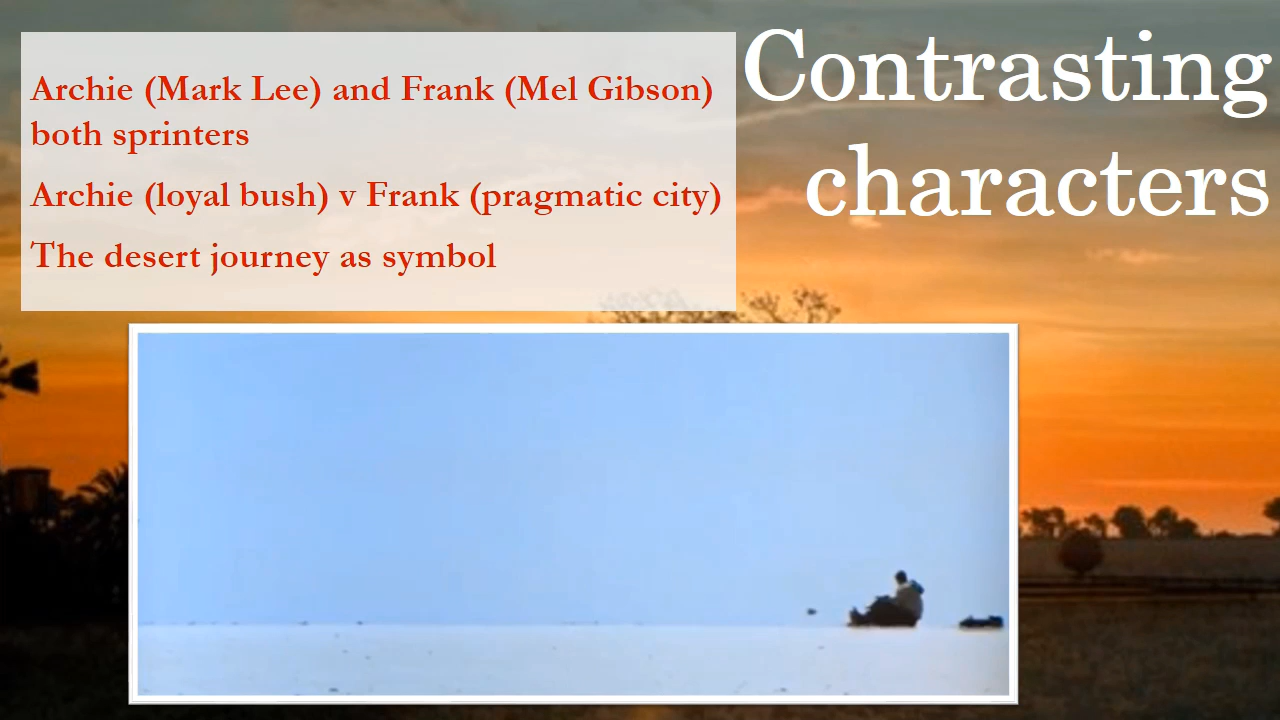 Contrasting
characters
Archie (Mark Lee) and Frank (Mel Gibson)
both sprinters
Archie (loyal bush) v Frank (pragmatic city)
The desert journey as symbol